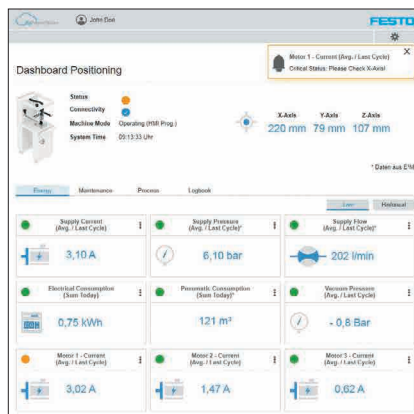 John Doe
FESTO
Motor 1 - Current (Avg. / Last Cycle)
X
Critical Status: Please Check X-Axis!
Dashboard Positioning
Status
Connectivity
Machine Mode Operating (HMI Prog.)
System Time 09:13:33 Uhr
X-Axis Y-Axis Z-Axis
220 mm 79 mm 107 mm
* Daten aus
Energy Maintenance Process Logbook
Live Historical
Supply Current
(Avg. / Last Cycle)
3,10 A
Supply Pressure
(Avg. / Last Cycle)*
6,10 bar
Supply Flow
(Avg. / Last Cycle)*
202 l/min
Electrical Consumption
(Sum Today)
0,75 kWh
Pneumatic Consumption
(Sum Today)*
121 m³
Vacuum Pressure
(Avg. / Last Cycle)
- 0,6 Bar
Motor 1 - Current
(Avg. / Last Cycle)
3,02 A
Motor 2 - Current
(Avg. / Last Cycle)
1,47 A
Motor 3 - Current
(Avg. / Last Cycle)
0,62 A